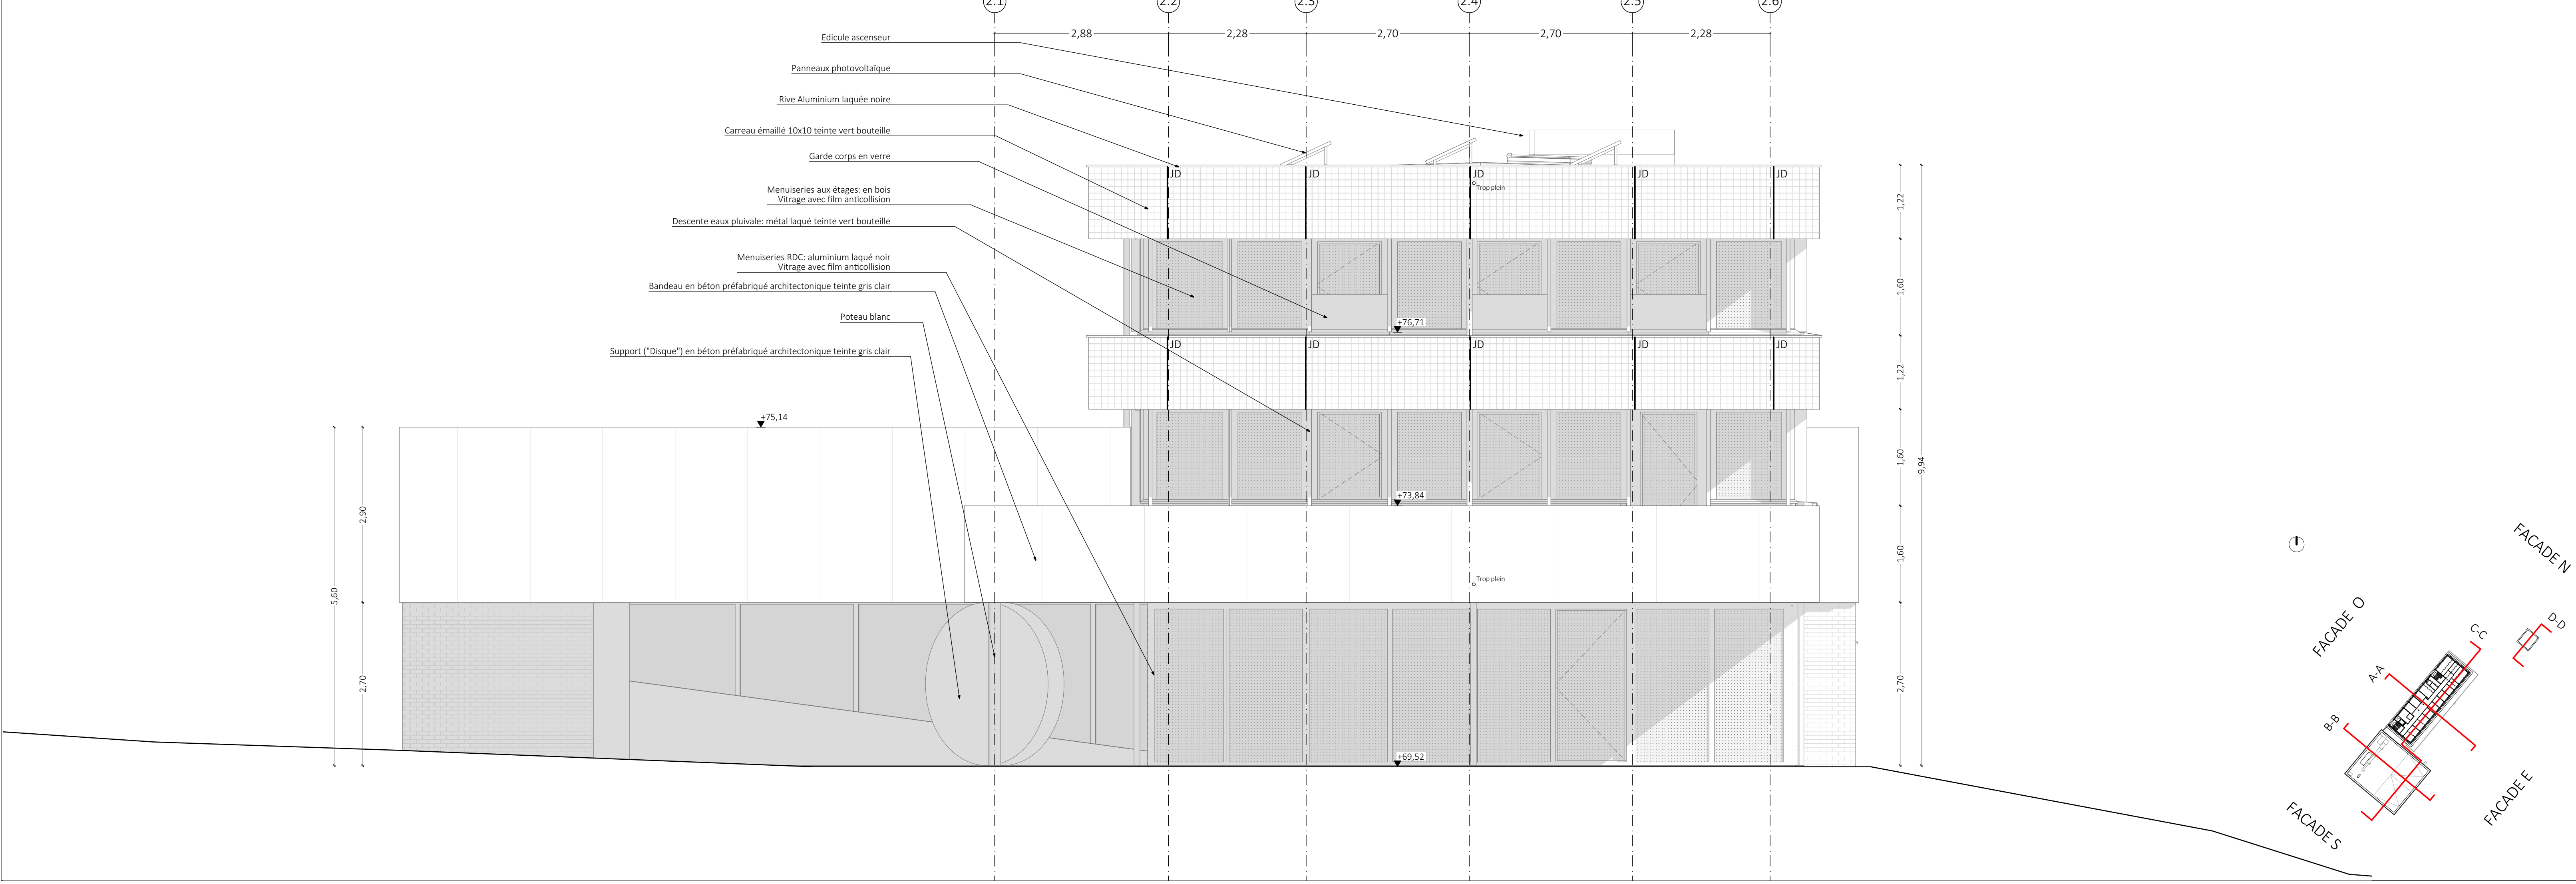 2.1 2.2 2.3 2.4 2.5 2.6
2,88 2,28 2,70 2,70 2,28
Edicule ascenseur
Panneaux photovoltaïque
Rive Aluminium laquée noire
Carreau émaillé 10x10 teinte vert bouteille
Garde corps en verre
Menuiseries aux étages: en bois
Vitrage avec film anticollision
Descente eaux pluivale: métal laqué teinte vert bouteille
Menuiseries RDC: aluminium laqué noir
Vitrage avec film anticollision
Bandeau en béton préfabriqué architectonique teinte gris clair
Poteau blanc
Support ("Disque") en béton préfabriqué architectonique teinte gris clair
JD JD JD JD JD
Trop plein
+76,71
JD JD JD JD JD
+75,14
+73,84
Trop plein
+69,52
5,60
2,90
2,70
1,22
1,60
1,22
1,60
1,60
2,70
9,94
FACADE N
FACADE O
D-D
C-C
A-A
B-B
FACADE E
FACADE S